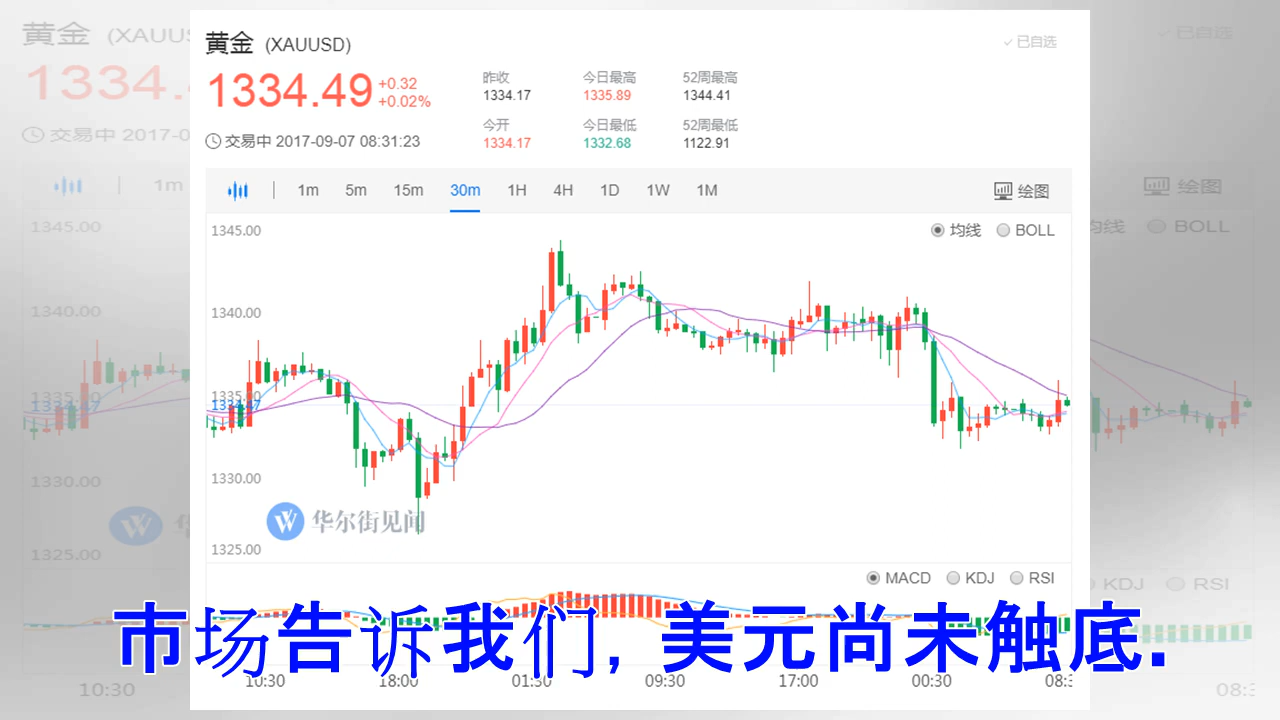 黄金 (XAUUSD)
已自选
1334.49
+0.32
+0.02%
昨收
1334.17
今日最高
1335.89
52周最高
1344.41
今开
1334.17
今日最低
1332.68
52周最低
1122.91
交易中 2017-09-07 08:31:23
1m 5m 15m 30m 1H 4H 1D 1W 1M
绘图
均线 BOLL
1345.00
1340.00
1335.00
1330.00
1325.00
华尔街见闻
MACD KDJ RSI
市场告诉我们, 美元尚未触底.
10:30 18:00 01:30 09:30 17:00 00:30